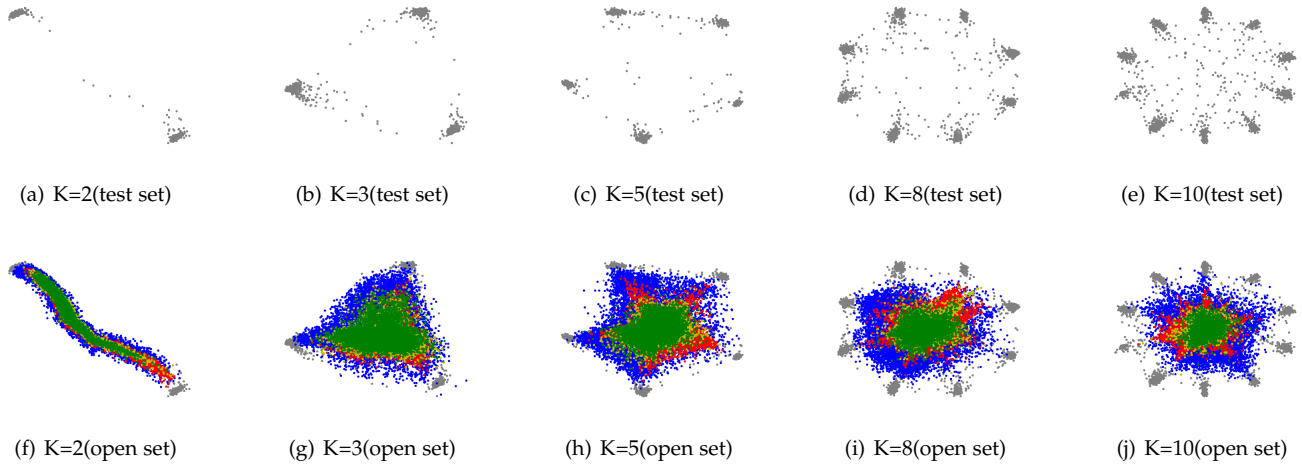 (a) K=2(test set)
(b) K=3(test set)
(c) K=5(test set)
(d) K=8(test set)
(e) K=10(test set)
(f) K=2(open set)
(g) K=3(open set)
(h) K=5(open set)
(i) K=8(open set)
(j) K=10(open set)